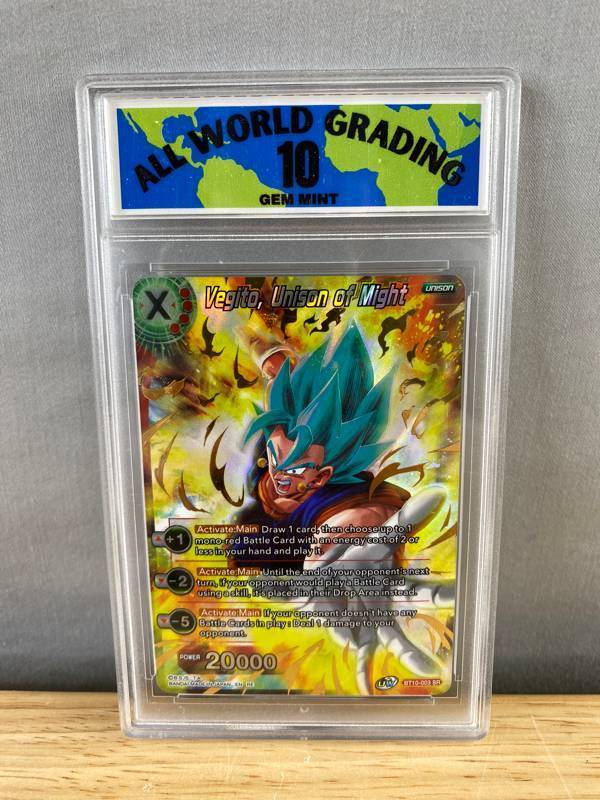 ALL WORLD GRADING
10
GEM MINT
X
Vegito, Unison of Might
UNISON
+1
Activate:Main Draw 1 card, then choose up to 1
mono-red Battle Card with an energy cost of 2 or
less in your hand and play it.
-2
Activate:Main Until the end of your opponent's next
turn, if your opponent would play a Battle Card
using a skill, it's placed in their Drop Area instead.
-5
Activate:Main If your opponent doesn't have any
Battle Cards in play : Deal 1 damage to your
opponent.
POWER 20000
BANDAI MADE IN JAPAN
BT10-003 SR